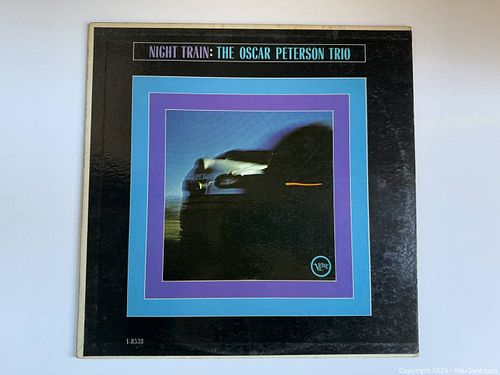 NIGHT TRAIN: THE OSCAR PETERSON TRIO
Verve
V-8538
Copyright 2024 - MaxSold.com